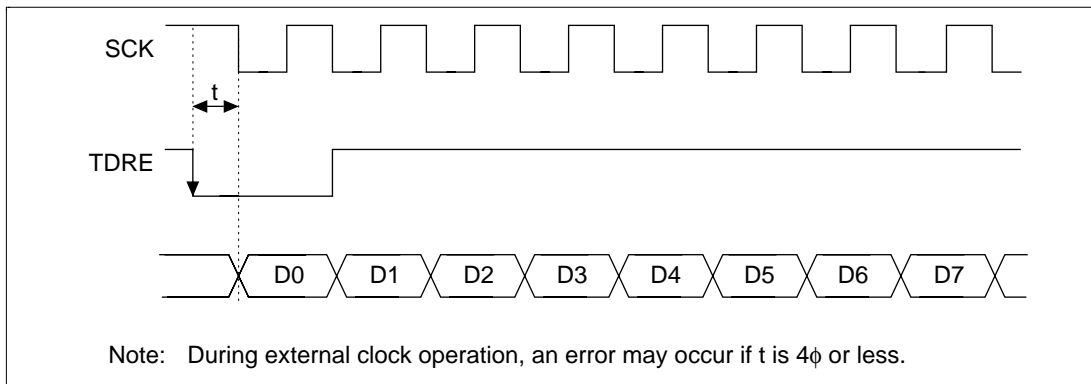 SCK
t
TDRE
D0 D1 D2 D3 D4 D5 D6 D7
Note: During external clock operation, an error may occur if t is 4ϕ or less.